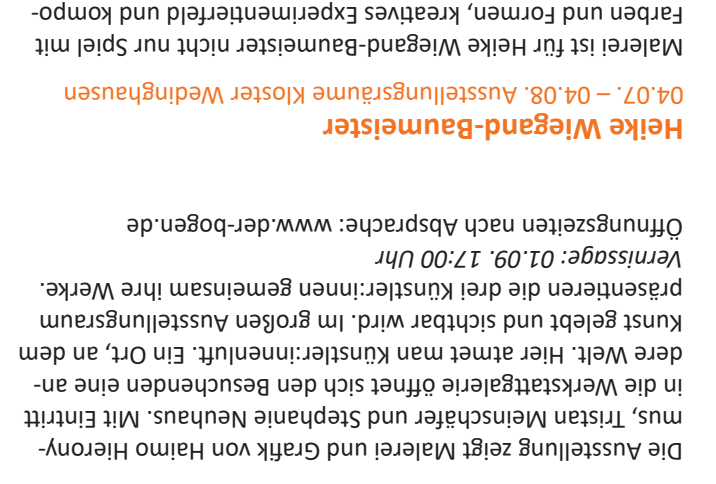 Die Ausstellung zeigt Malerei und Grafik von Haimo Hierony-
mus, Tristan Meinschäfer und Stephanie Neuhaus. Mit Eintritt
in die Werkstattgalerie öffnet sich den Besuchenden eine an-
dere Welt. Hier atmet man Künstler:innenluft. Ein Ort, an dem
Kunst gelebt und sichtbar wird. Im großen Ausstellungsraum
präsentieren die drei Künstler:innen gemeinsam ihre Werke.
Vernissage: 01.09. 17:00 Uhr
Öffnungszeiten nach Absprache: www.der-bogen.de
Heike Wiegand-Baumeister
04.07. – 04.08. Ausstellungsräume Kloster Wedinghausen
Malerei ist für Heike Wiegand-Baumeister nicht nur Spiel mit
Farben und Formen, kreatives Experimentierfeld und kompo-